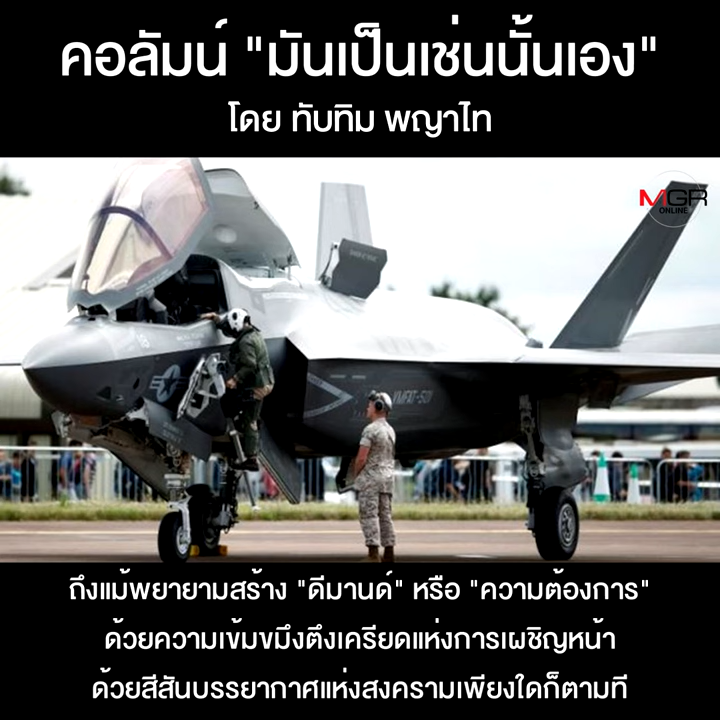 คอลัมน์ "มันเป็นเช่นนั้นเอง"
โดย ทับทิม พญาไท
MGR
ONLINE
VMFAT-501
ถึงแม้พยายามสร้าง "ดีมานด์" หรือ "ความต้องการ"
ด้วยความเข้มขมึงตึงเครียดแห่งการเผชิญหน้า
ด้วยสีสันบรรยากาศแห่งสงครามเพียงใดก็ตามที